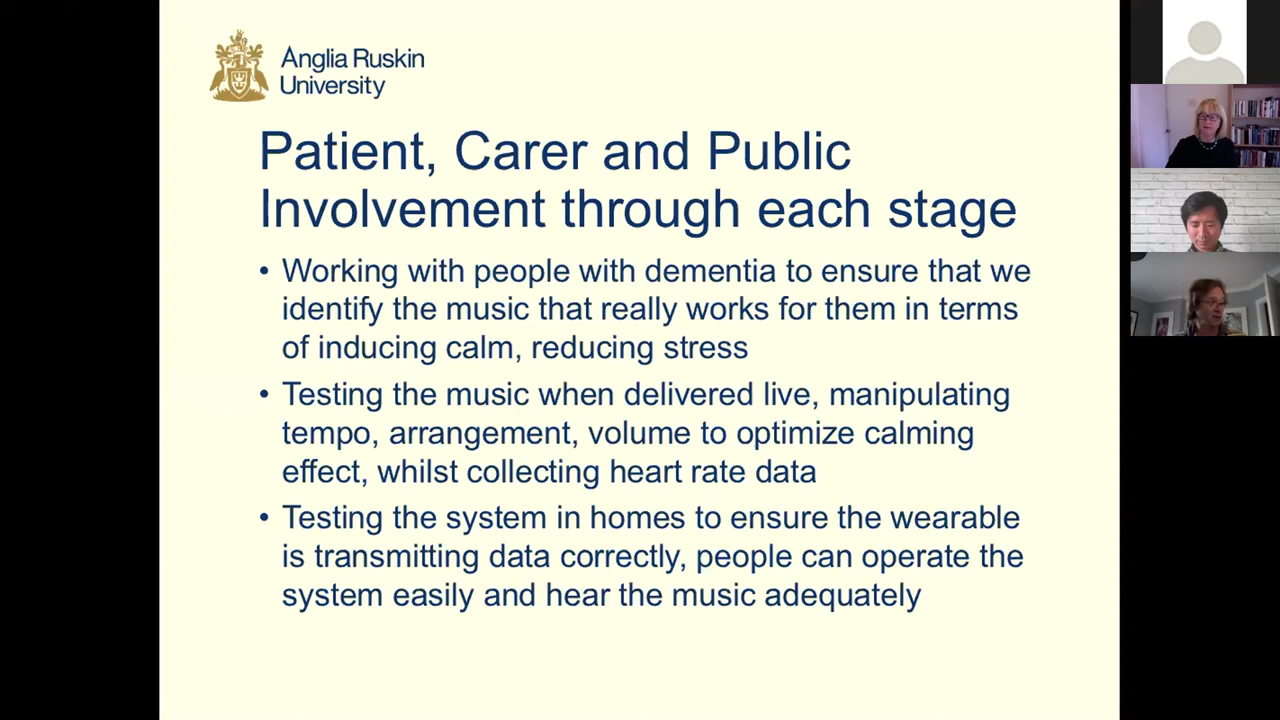 Anglia Ruskin
University
Patient, Carer and Public
Involvement through each stage
• Working with people with dementia to ensure that we
identify the music that really works for them in terms
of inducing calm, reducing stress
• Testing the music when delivered live, manipulating
tempo, arrangement, volume to optimize calming
effect, whilst collecting heart rate data
• Testing the system in homes to ensure the wearable
is transmitting data correctly, people can operate the
system easily and hear the music adequately